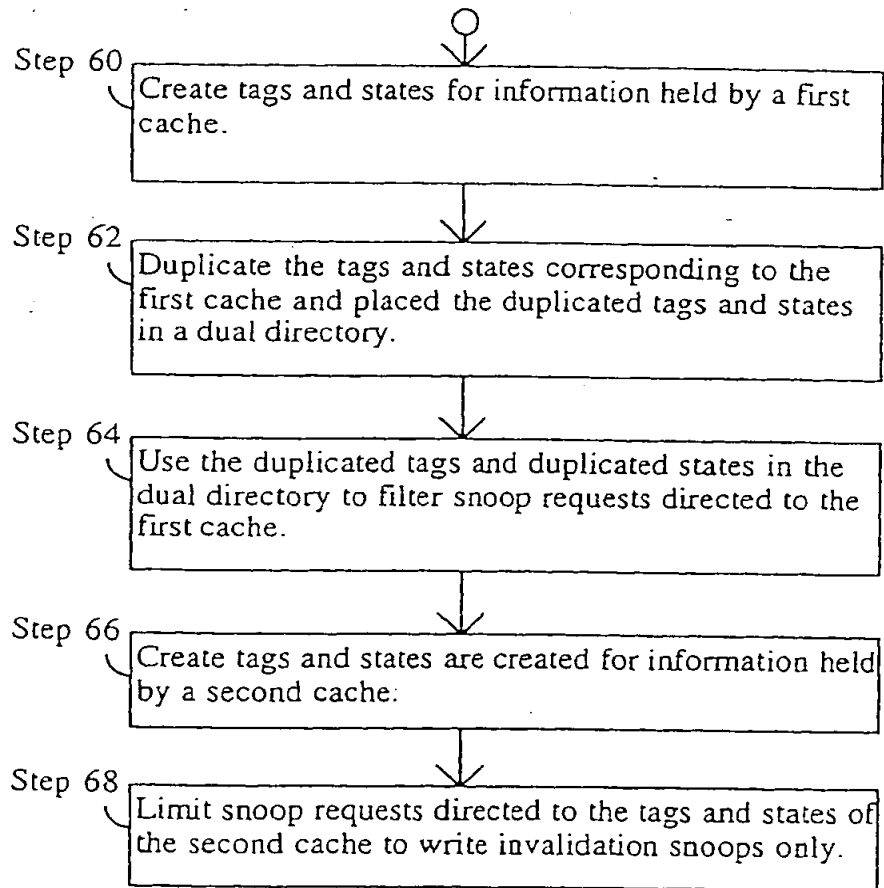 Step 60
Create tags and states for information held by a first
cache.
Step 62
Duplicate the tags and states corresponding to the
first cache and placed the duplicated tags and states
in a dual directory.
Step 64
Use the duplicated tags and duplicated states in the
dual directory to filter snoop requests directed to the
first cache.
Step 66
Create tags and states are created for information held
by a second cache.
Step 68
Limit snoop requests directed to the tags and states of
the second cache to write invalidation snoops only.